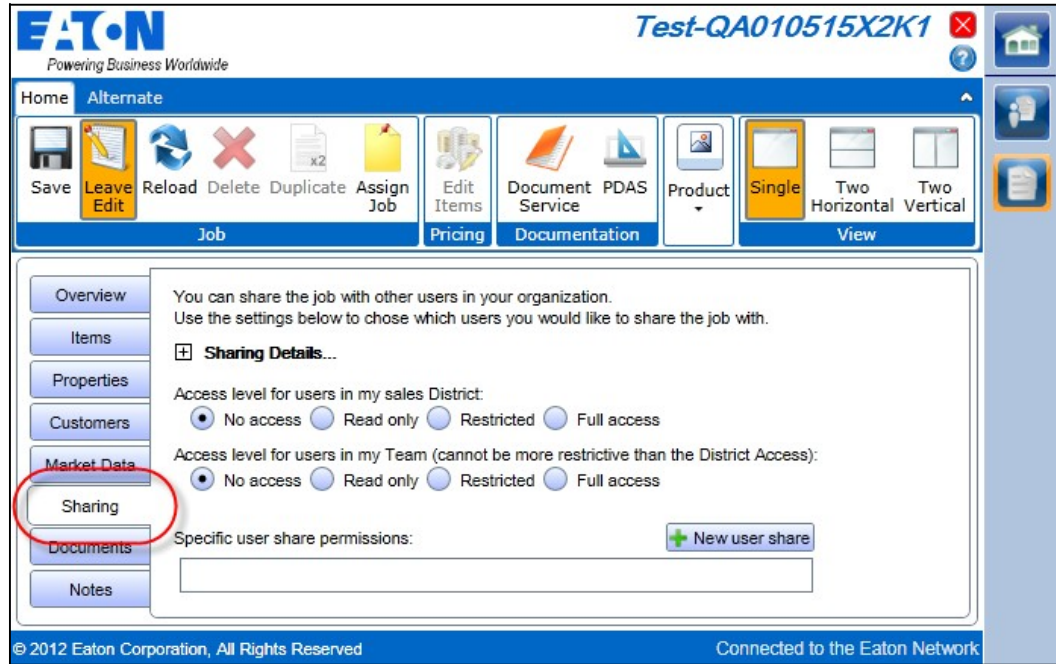 EATON
Powering Business Worldwide
Test-QA010515X2K1
Home Alternate
Save
Leave Edit
Reload
Delete
x2
Duplicate
Assign Job
Edit Items
Document Service
PDAS
Product
Single
Two Horizontal
Two Vertical
Job
Pricing
Documentation
View
Overview
Items
Properties
Customers
Market Data
Sharing
Documents
Notes
You can share the job with other users in your organization.
Use the settings below to chose which users you would like to share the job with.
Sharing Details...
Access level for users in my sales District:
No access Read only Restricted Full access
Access level for users in my Team (cannot be more restrictive than the District Access):
No access Read only Restricted Full access
Specific user share permissions:
New user share
© 2012 Eaton Corporation, All Rights Reserved
Connected to the Eaton Network